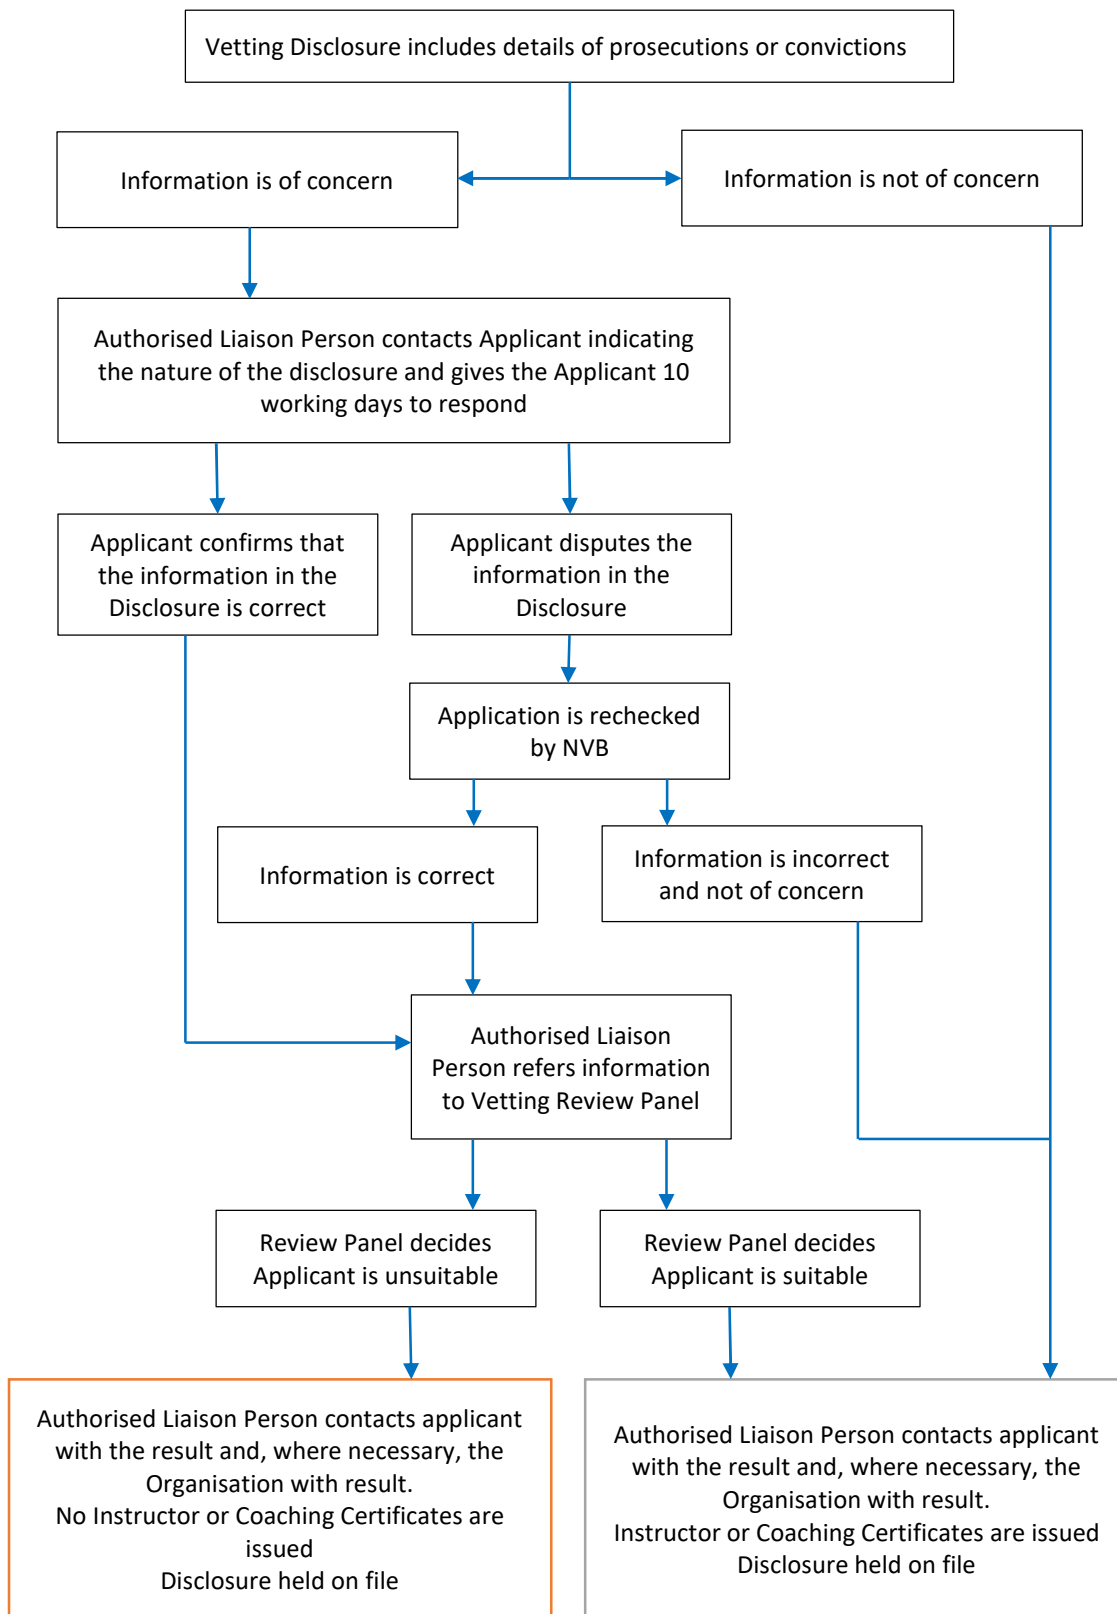 Vetting Disclosure includes details of prosecutions or convictions
Information is of concern
Information is not of concern
Authorised Liaison Person contacts Applicant indicating
the nature of the disclosure and gives the Applicant 10
working days to respond
Applicant confirms that
the information in the
Disclosure is correct
Applicant disputes the
information in the
Disclosure
Application is rechecked
by NVB
Information is correct
Information is incorrect
and not of concern
Authorised Liaison
Person refers information
to Vetting Review Panel
Review Panel decides
Applicant is unsuitable
Review Panel decides
Applicant is suitable
Authorised Liaison Person contacts applicant
with the result and, where necessary, the
Organisation with result.
No Instructor or Coaching Certificates are
issued
Disclosure held on file
Authorised Liaison Person contacts applicant
with the result and, where necessary, the
Organisation with result.
Instructor or Coaching Certificates are issued
Disclosure held on file